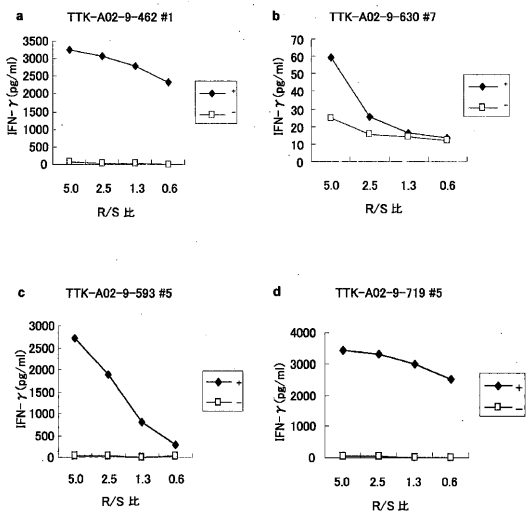 a TTK-A02-9-462 #1
IFN-γ(pg/ml)
3500
3000
2500
2000
1500
1000
500
0
5.0 2.5 1.3 0.6
R/S 比
+
−
b TTK-A02-9-630 #7
IFN-γ(pg/ml)
70
60
50
40
30
20
10
0
5.0 2.5 1.3 0.6
R/S 比
+
−
c TTK-A02-9-593 #5
IFN-γ(pg/ml)
3000
2500
2000
1500
1000
500
0
5.0 2.5 1.3 0.6
R/S 比
+
−
d TTK-A02-9-719 #5
IFN-γ(pg/ml)
4000
3000
2000
1000
0
5.0 2.5 1.3 0.6
R/S 比
+
−